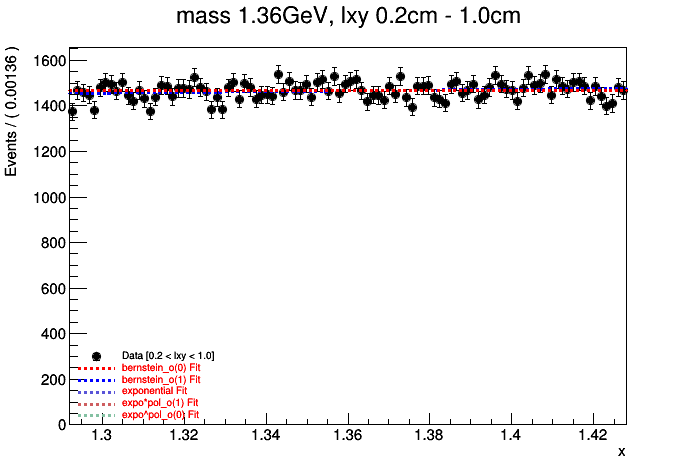 mass 1.36GeV, lxy 0.2cm - 1.0cm
Events / ( 0.00136 )
1600
1400
1200
1000
800
600
400
200
0
Data [0.2 < lxy < 1.0]
bernstein_o(0) Fit
bernstein_o(1) Fit
exponential Fit
expo*pol_o(1) Fit
expo^pol_o(0) Fit
1.3 1.32 1.34 1.36 1.38 1.4 1.42
x